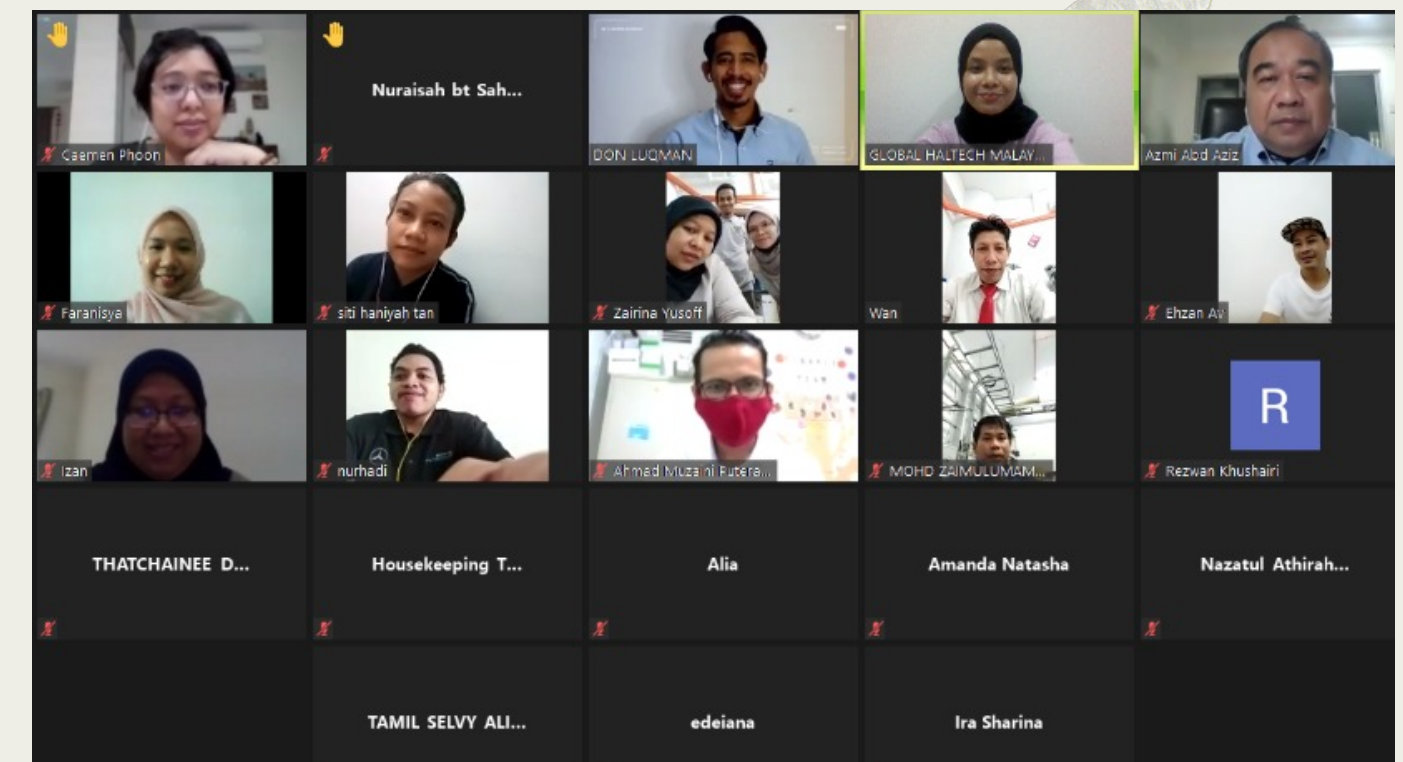 Caemen Phoon
Nuraisah bt Sah...
DON LUQMAN
GLOBAL HALTECH MALAY...
Azmi Abd Aziz
Faranisya
siti haniyah tan
Zairina Yusoff
Wan
Ehzan Av
Izan
nurhadi
Ahmad Muzaini Putera...
MOHD ZAIMULUMAM...
R
Rezwan Khushairi
THATCHAINEE D...
Housekeeping T...
Alia
Amanda Natasha
Nazatul Athirah...
TAMIL SELVY ALI...
edeiana
Ira Sharina